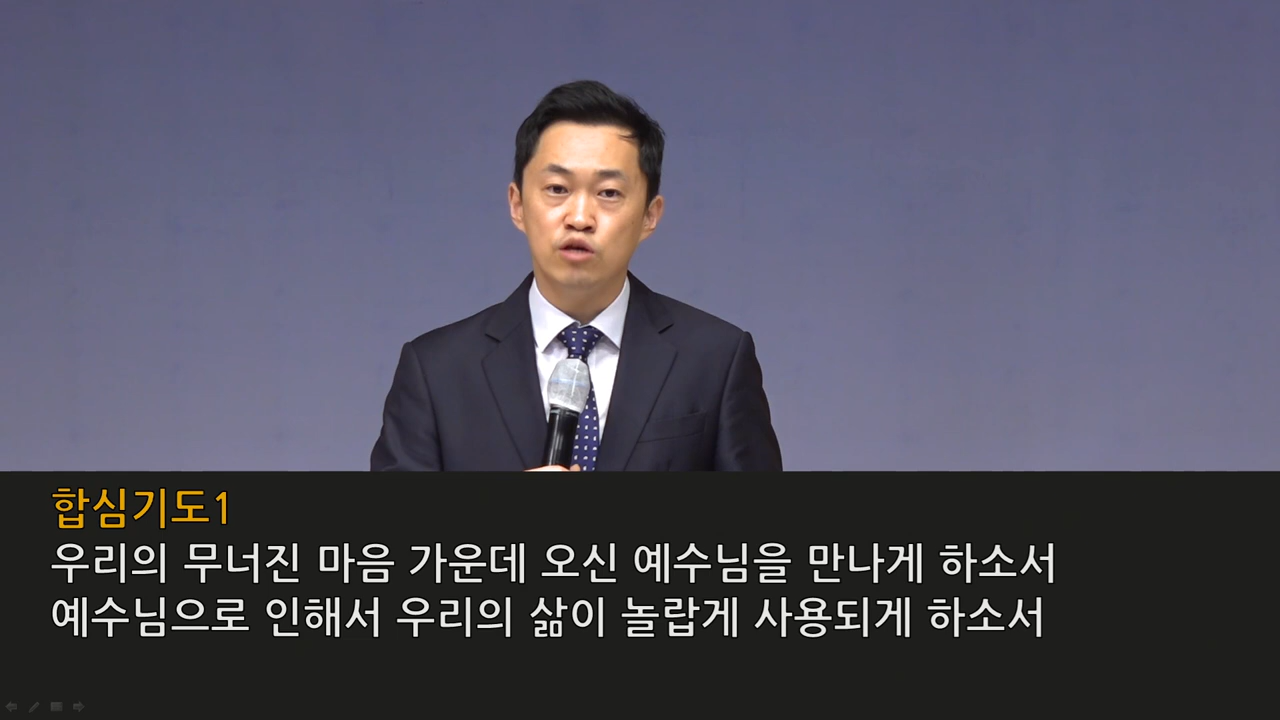 합심기도1
우리의 무너진 마음 가운데 오신 예수님을 만나게 하소서
예수님으로 인해서 우리의 삶이 놀랍게 사용되게 하소서